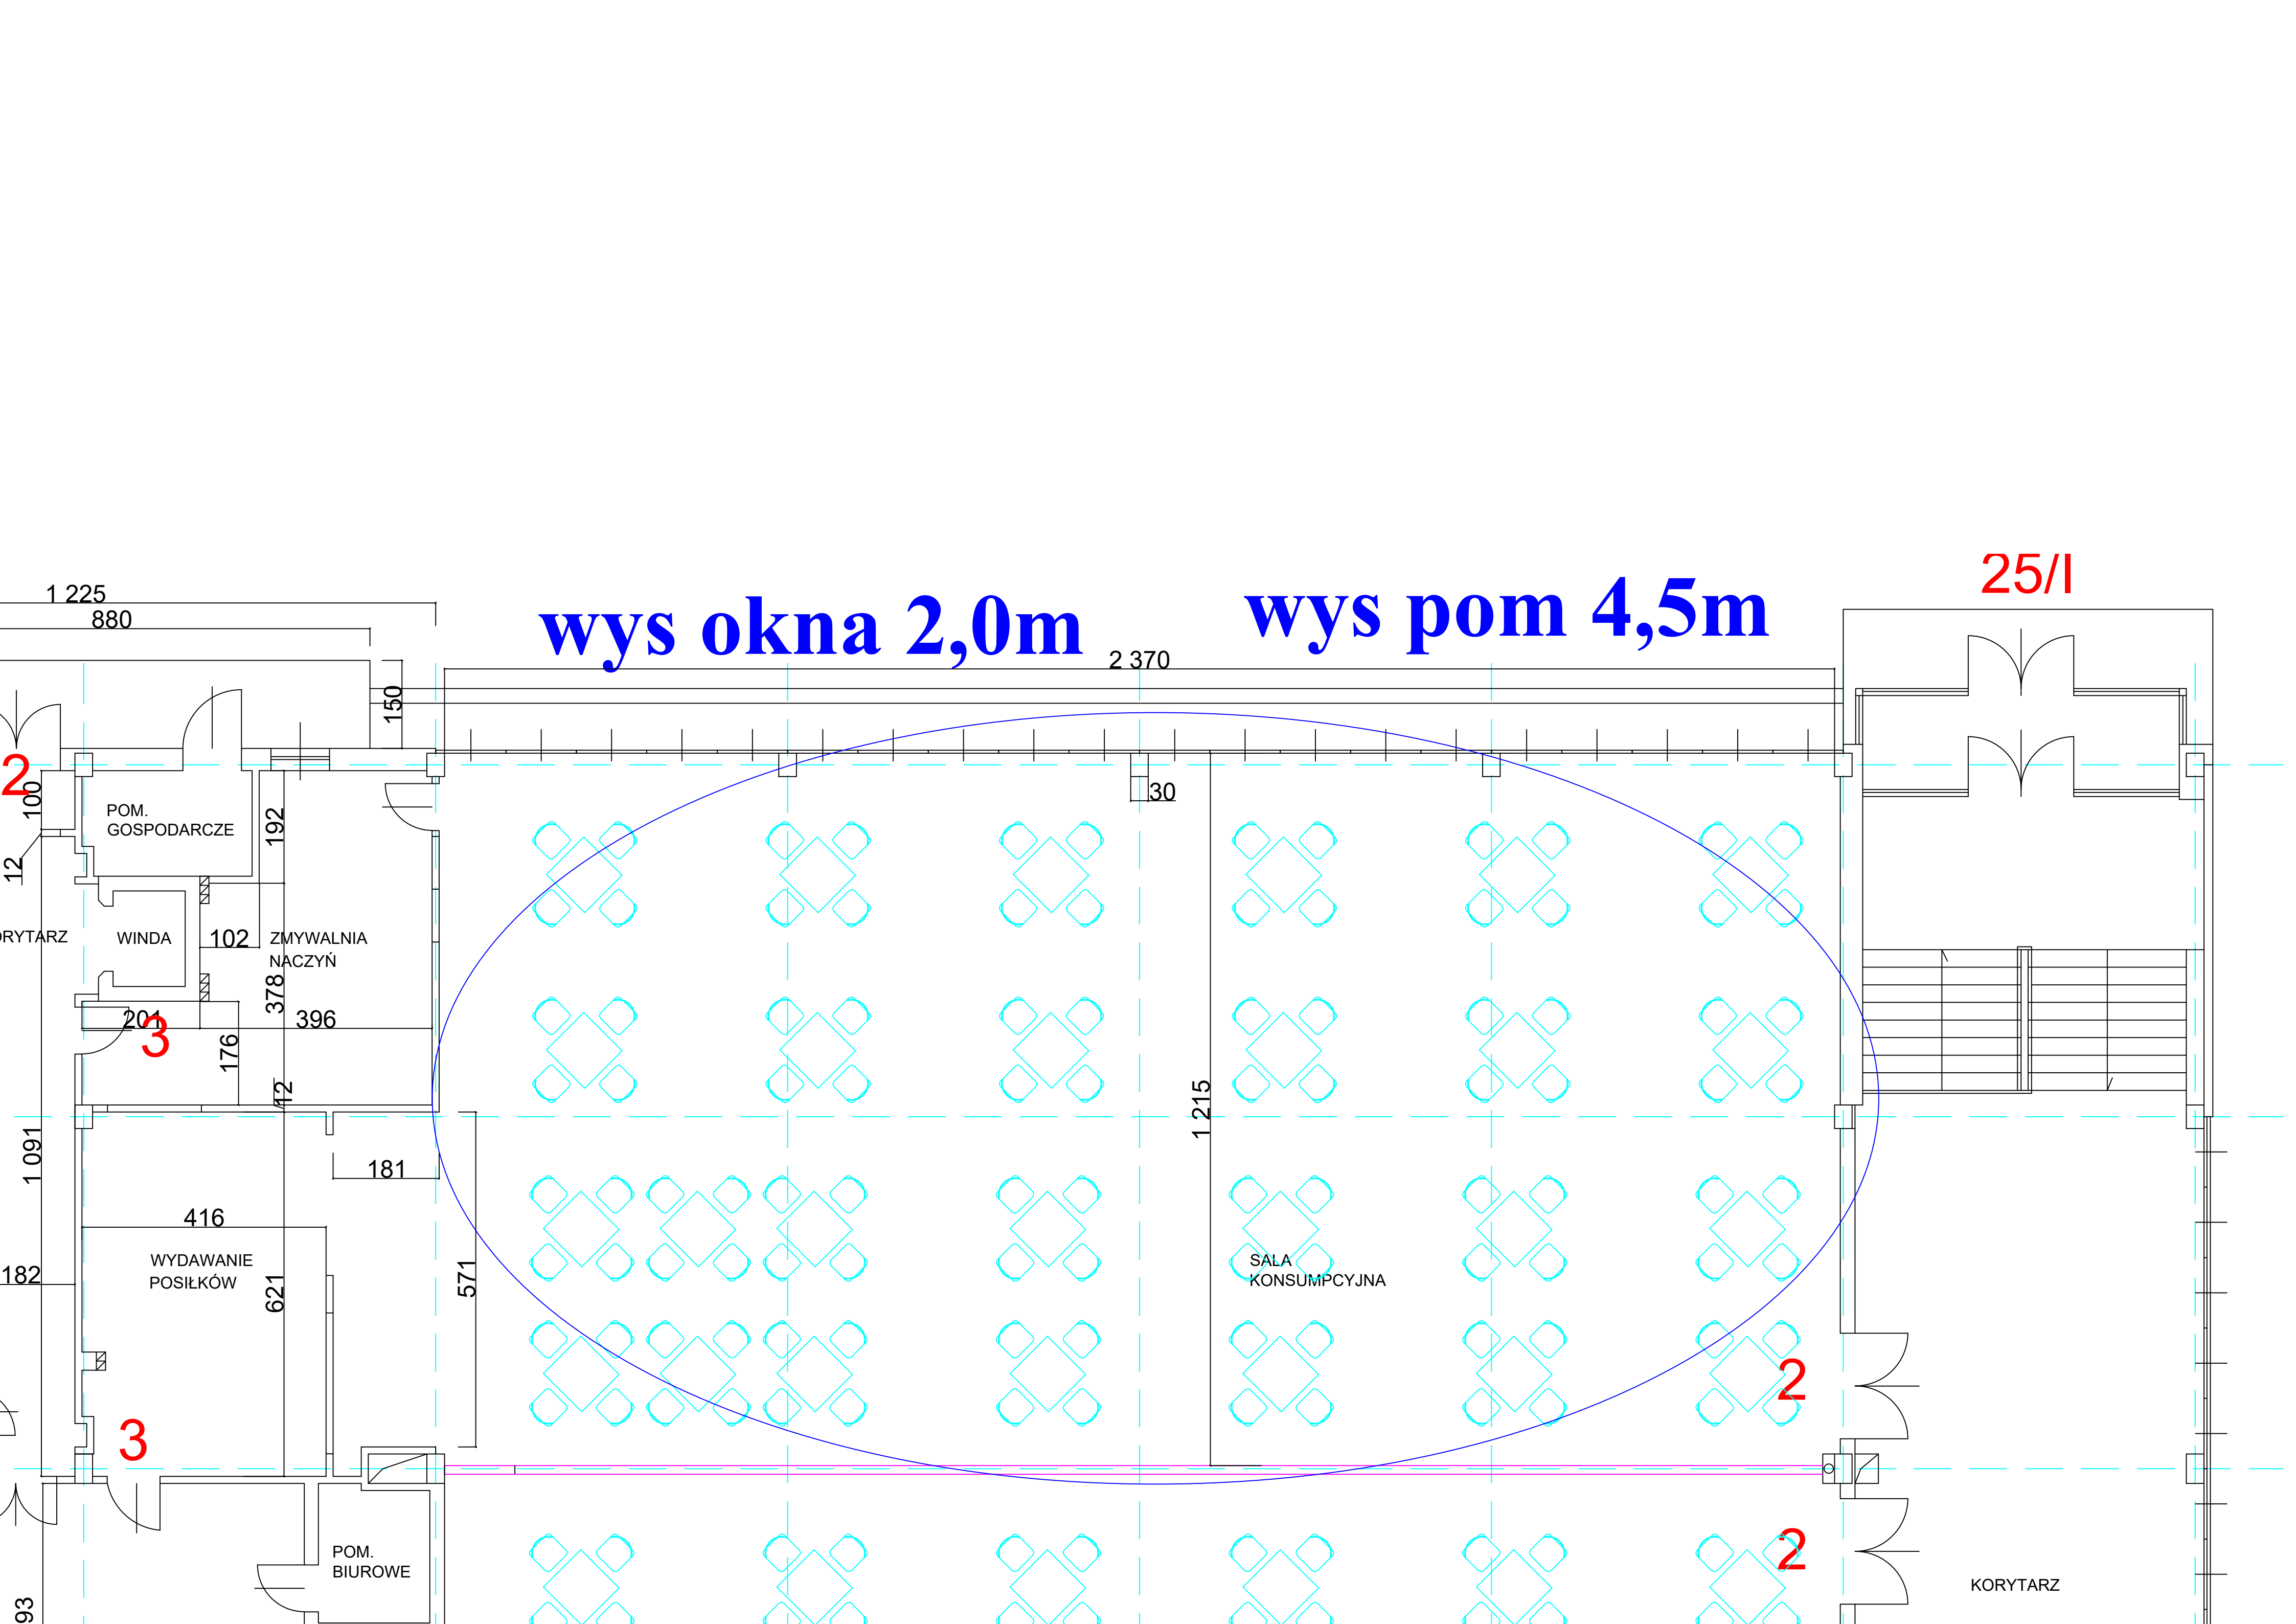 25/I
1 225
880
wys okna 2,0m
wys pom 4,5m
2 370
150
2
100
30
POM.
GOSPODARCZE
192
12
ORYTARZ
WINDA
102
ZMYWALNIA
NACZYŃ
378
201
396
3
176
12
1 215
1 091
181
416
WYDAWANIE
POSIŁKÓW
182
621
571
SALA
KONSUMPCYJNA
2
3
2
POM.
BIUROWE
KORYTARZ
93